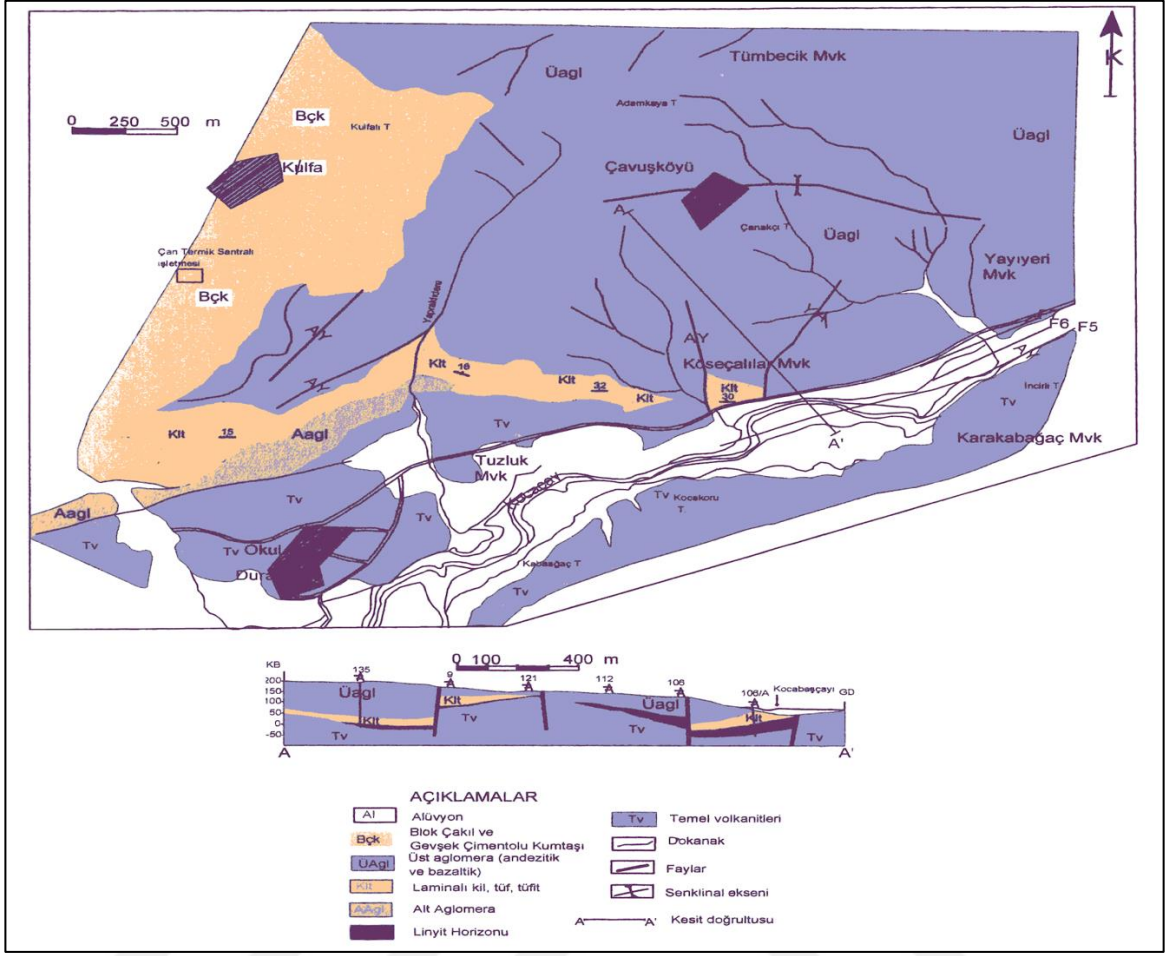 Tümbecik Mvk
Üagl
K
Adamkaya T
Bçk
Kulfalı T
Üagl
0 250 500 m
Kulfa
Çavuşköyü
A
Çanakçı T
Üagl
Çan Termik Santralı
işletmesi
Yayıyeri
Mvk
Bçk
F6
F5
AY
Köseçalılar Mvk
Klt
16
Klt
32
Klt
Klt
30
İncirli T
Tv
Klt
15
Aagl
Tv
A'
Karakabağaç Mvk
Tuzluk
Mvk
Kocaçay
Tv
Tv
Kocakoru
T.
Aagl
Tv
Tv
Tv Okul
Dura
Kabaağaç T
Tv
0 100 400 m
KB
200
150
100
50
0
-50
135
9
121
112
106
106/A
Kocabaşçayı
GD
Üagl
Klt
Üagl
Klt
Klt
Tv
Tv
Tv
Tv
A
A'
AÇIKLAMALAR
Al Alüvyon
Bçk Blok Çakıl ve
Gevşek Çimentolu Kumtaşı
ÜAgl Üst aglomera (andezitik
ve bazaltik)
Klt Laminalı kil, tüf, tüfit
AAgl Alt Aglomera
Linyit Horizonu
Tv Temel volkanitleri
Dokanak
Faylar
Senklinal ekseni
A A' Kesit doğrultusu